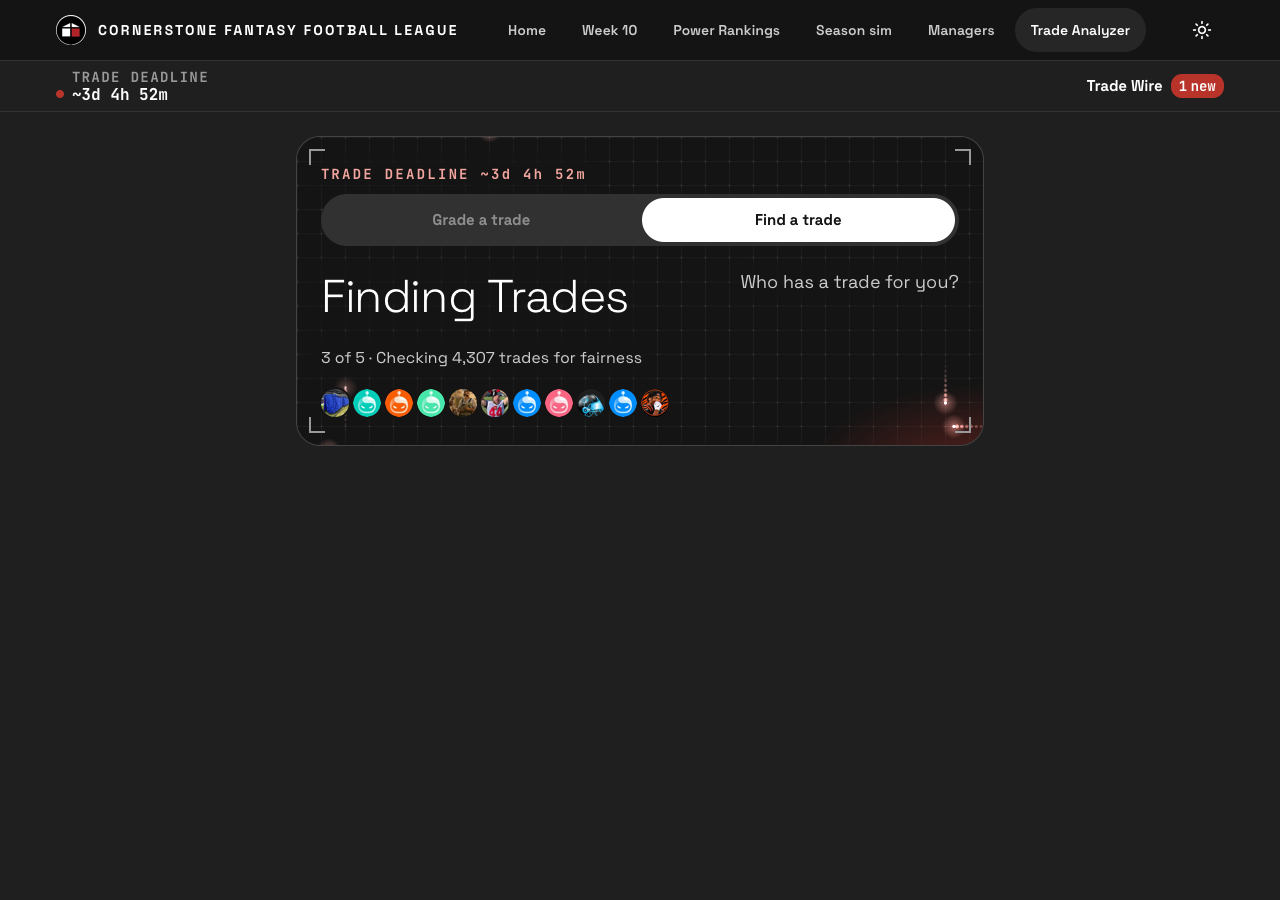 CORNERSTONE FANTASY FOOTBALL LEAGUE
Home
Week 10
Power Rankings
Season sim
Managers
Trade Analyzer
TRADE DEADLINE
~3d 4h 52m
Trade Wire
1 new
TRADE DEADLINE ~3d 4h 52m
Grade a trade
Find a trade
Finding Trades
Who has a trade for you?
3 of 5 · Checking 4,307 trades for fairness